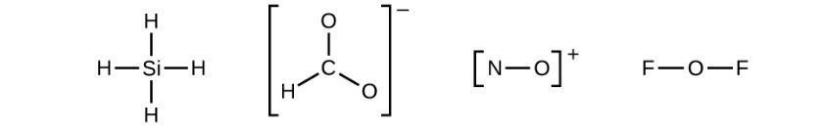 H
H—Si—H
H
[O
C
H O]⁻
[N—O]⁺
F—O—F